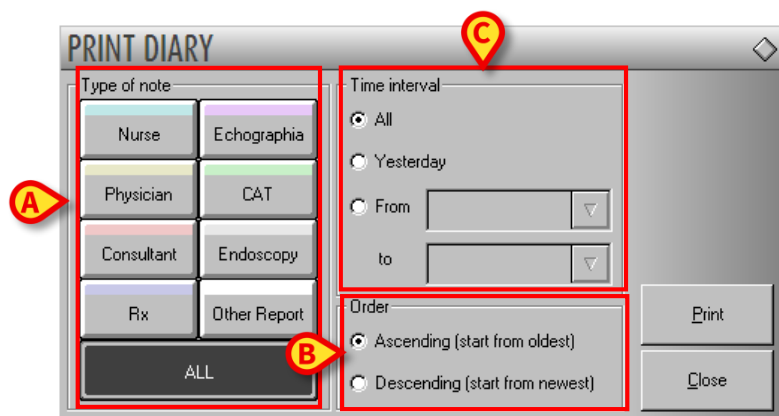 PRINT DIARY
C
Type of note
Nurse
Echographia
Physician
CAT
Consultant
Endoscopy
Rx
Other Report
ALL
A
Time interval
All
Yesterday
From
to
Order
Ascending (start from oldest)
Descending (start from newest)
B
Print
Close